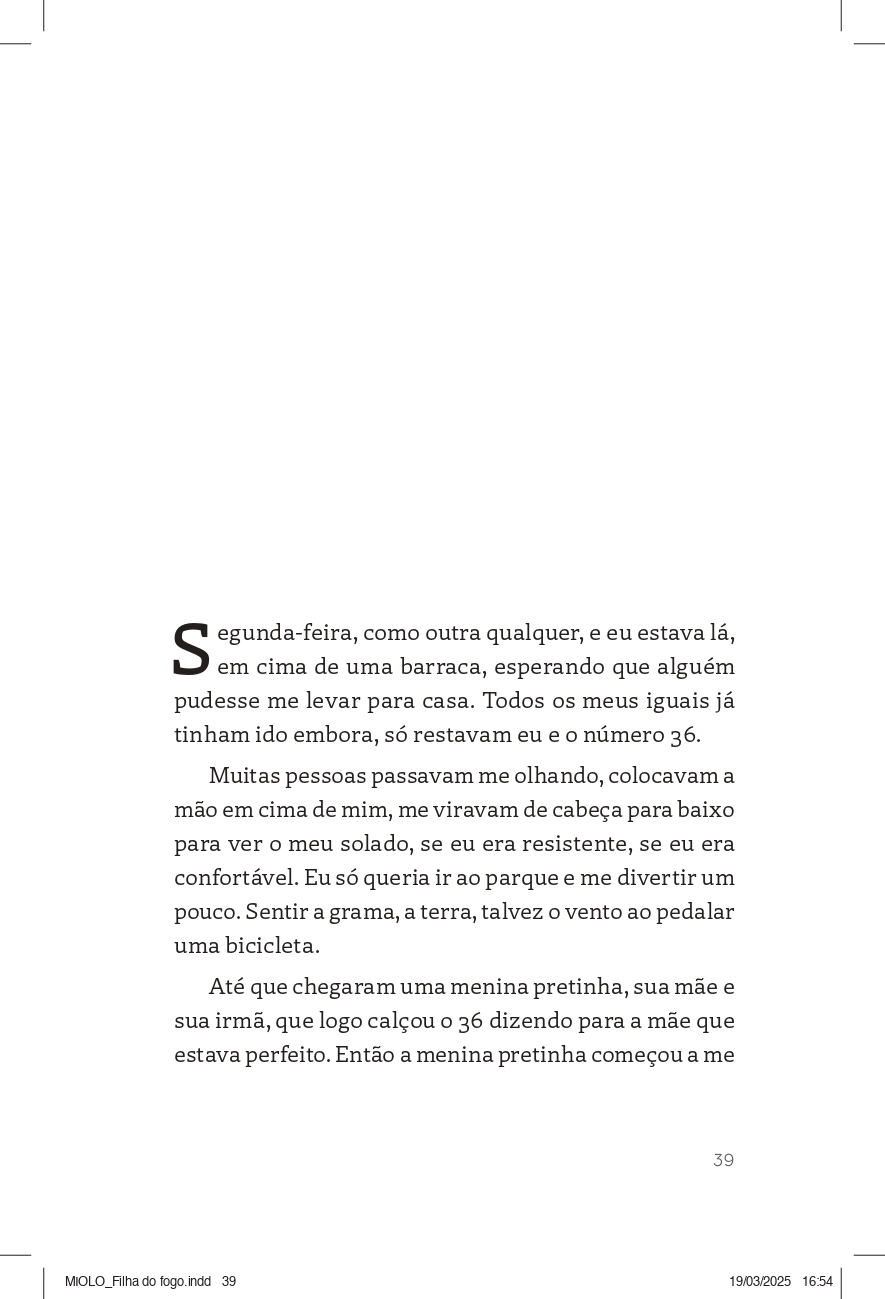 Segunda-feira, como outra qualquer, e eu estava lá,
em cima de uma barraca, esperando que alguém
pudesse me levar para casa. Todos os meus iguais já
tinham ido embora, só restavam eu e o número 36.
Muitas pessoas passavam me olhando, colocavam a
mão em cima de mim, me viravam de cabeça para baixo
para ver o meu solado, se eu era resistente, se eu era
confortável. Eu só queria ir ao parque e me divertir um
pouco. Sentir a grama, a terra, talvez o vento ao pedalar
uma bicicleta.
Até que chegaram uma menina pretinha, sua mãe e
sua irmã, que logo calçou o 36 dizendo para a mãe que
estava perfeito. Então a menina pretinha começou a me
39
MIOLO_Filha do fogo.indd 39 19/03/2025 16:54